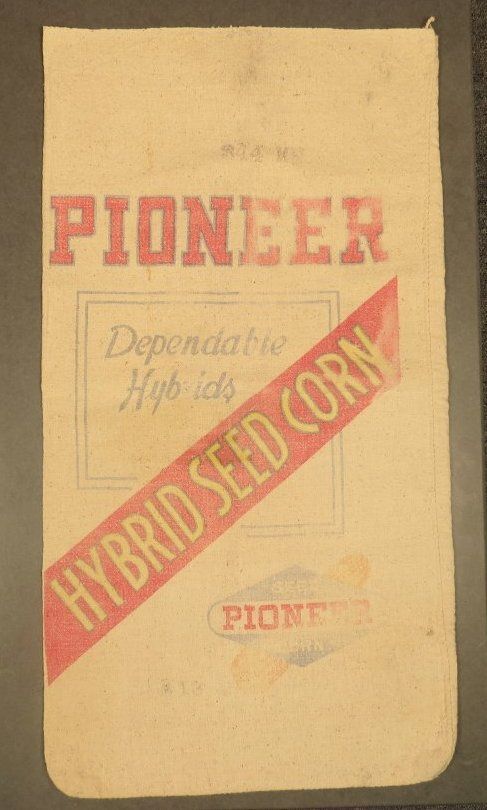 PIONEER
Dependable
Hybrids
HYBRID SEED CORN
PIONEER